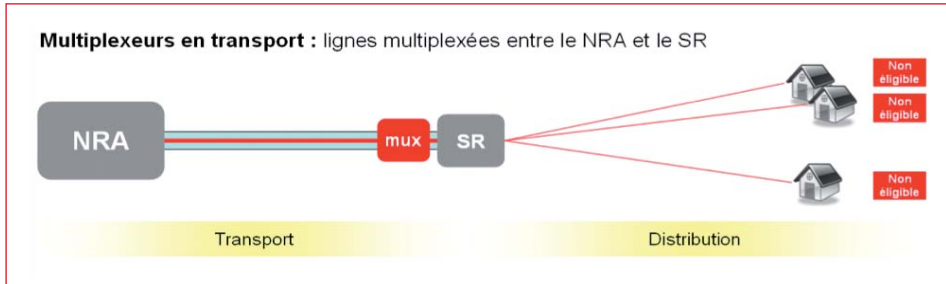 Multiplexeurs en transport : lignes multiplexées entre le NRA et le SR
Non
éligible
Non
éligible
NRA
mux
SR
Non
éligible
Transport
Distribution